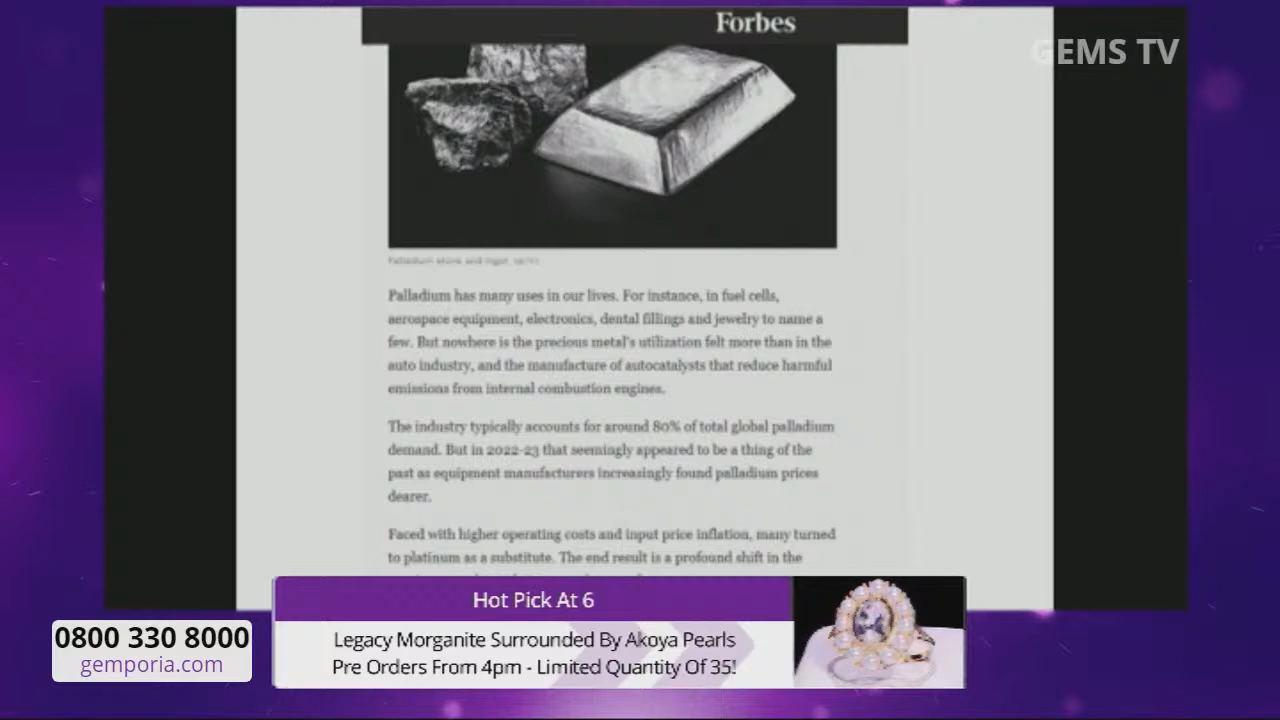 Forbes
GEMS TV
Palladium stone and ingot.
Palladium has many uses in our lives. For instance, in fuel cells,
aerospace equipment, electronics, dental fillings and jewelry to name a
few. But nowhere is the precious metal's utilization felt more than in the
auto industry, and the manufacture of autocatalysts that reduce harmful
emissions from internal combustion engines.
The industry typically accounts for around 80% of total global palladium
demand. But in 2022-23 that seemingly appeared to be a thing of the
past as equipment manufacturers increasingly found palladium prices
dearer.
Faced with higher operating costs and input price inflation, many turned
to platinum as a substitute. The end result is a profound shift in the
Hot Pick At 6
Legacy Morganite Surrounded By Akoya Pearls
Pre Orders From 4pm - Limited Quantity Of 35!
0800 330 8000
gemporia.com